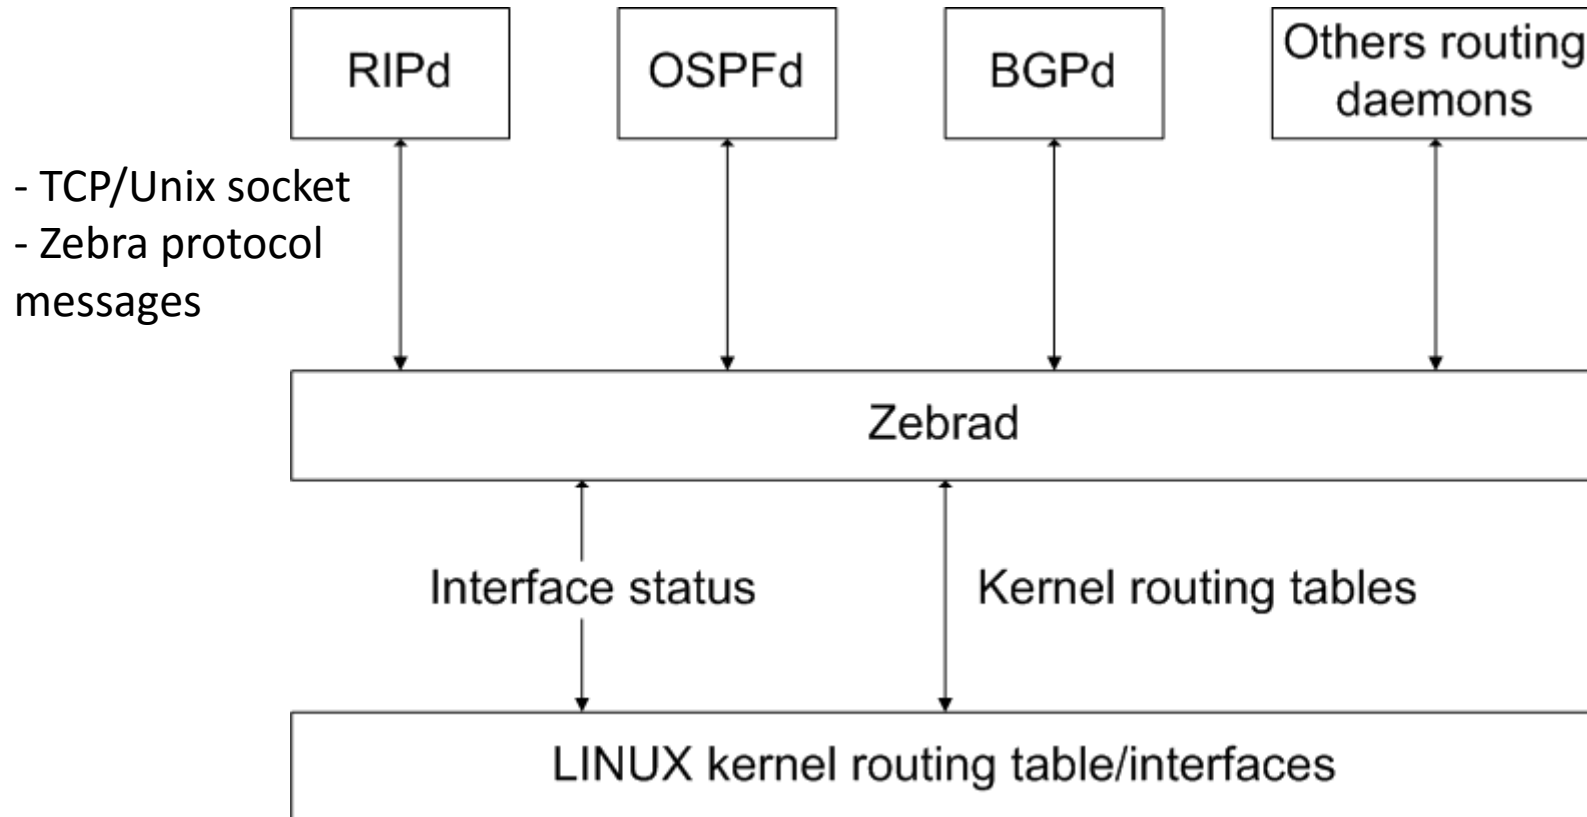 RIPd
OSPFd
BGPd
Others routing
daemons
- TCP/Unix socket
- Zebra protocol
messages
Zebrad
Interface status
Kernel routing tables
LINUX kernel routing table/interfaces